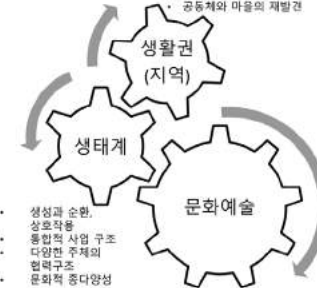 • 공동체와 마을의 재발견
생활권
(지역)
생태계
문화예술
• 생성과 순환,
상호작용
• 통합적 사업 구조
• 다양한 주체의
협력구조
• 문화적 종다양성